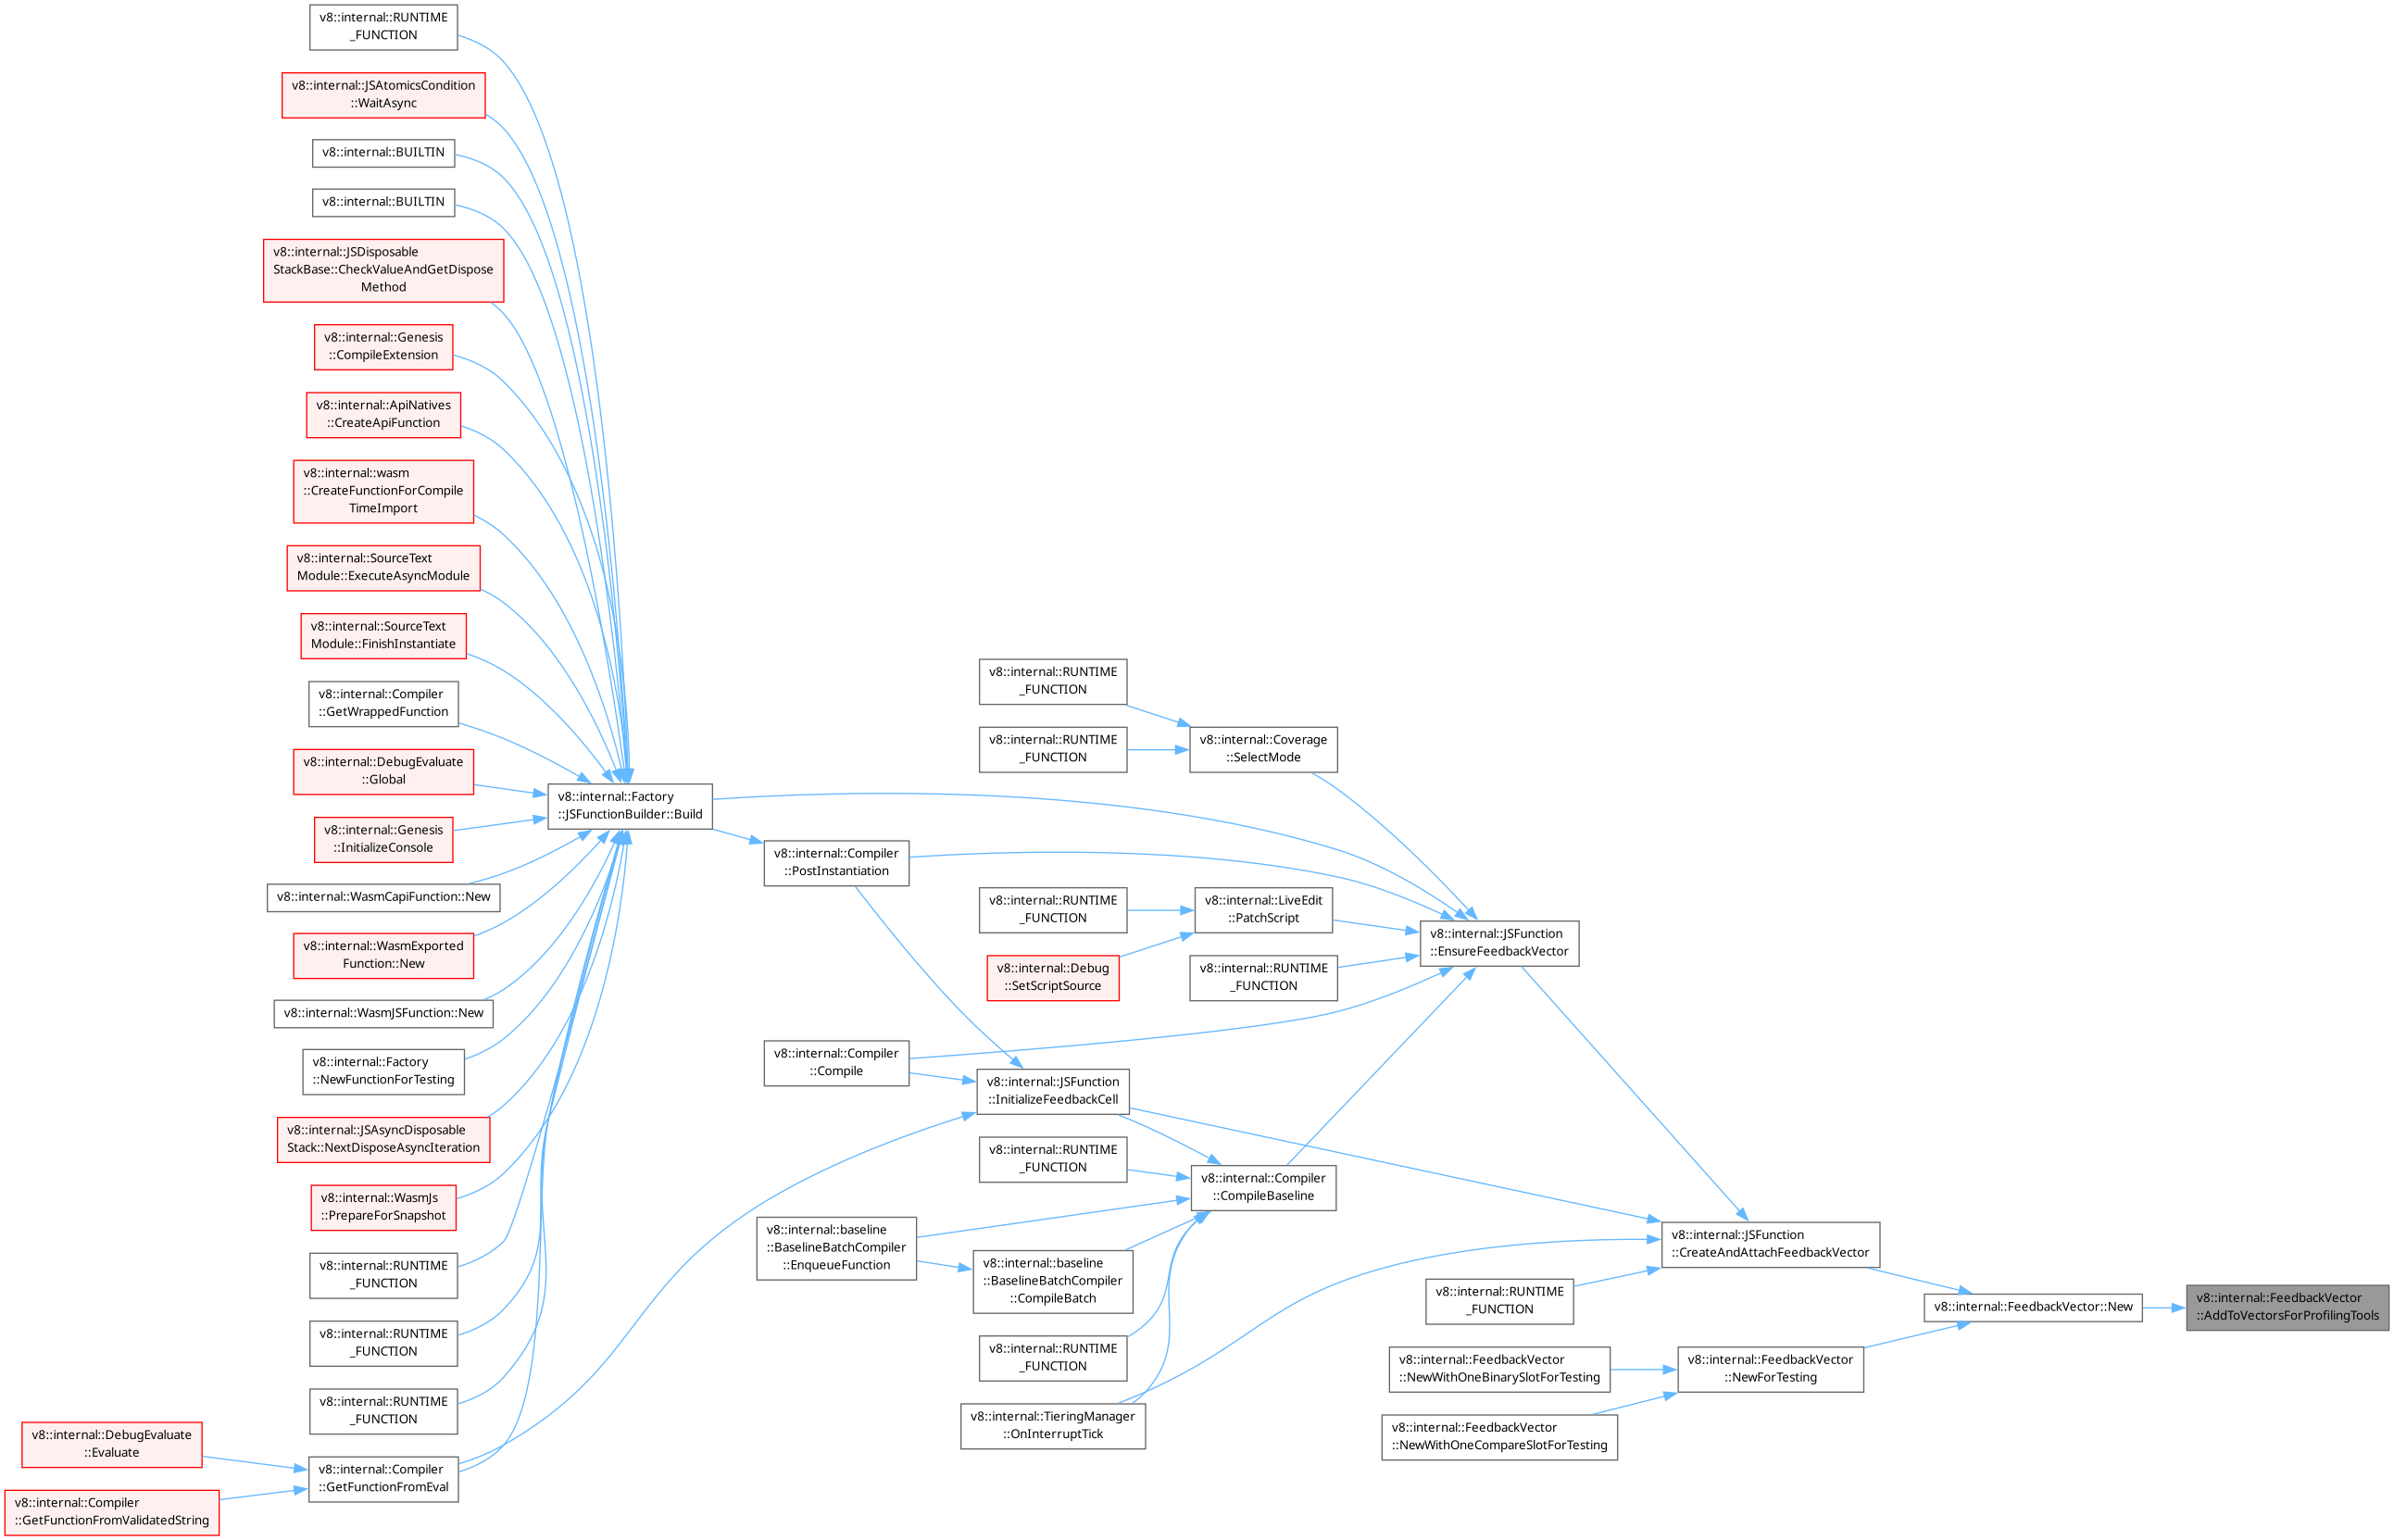 v8::internal::RUNTIME
_FUNCTION
v8::internal::JSAtomicsCondition
::WaitAsync
v8::internal::BUILTIN
v8::internal::BUILTIN
v8::internal::JSDisposable
StackBase::CheckValueAndGetDispose
Method
v8::internal::Genesis
::CompileExtension
v8::internal::ApiNatives
::CreateApiFunction
v8::internal::wasm
::CreateFunctionForCompile
TimeImport
v8::internal::SourceText
Module::ExecuteAsyncModule
v8::internal::SourceText
Module::FinishInstantiate
v8::internal::Compiler
::GetWrappedFunction
v8::internal::DebugEvaluate
::Global
v8::internal::Genesis
::InitializeConsole
v8::internal::WasmCapiFunction::New
v8::internal::WasmExported
Function::New
v8::internal::WasmJSFunction::New
v8::internal::Factory
::NewFunctionForTesting
v8::internal::JSAsyncDisposable
Stack::NextDisposeAsyncIteration
v8::internal::WasmJs
::PrepareForSnapshot
v8::internal::RUNTIME
_FUNCTION
v8::internal::RUNTIME
_FUNCTION
v8::internal::RUNTIME
_FUNCTION
v8::internal::DebugEvaluate
::Evaluate
v8::internal::Compiler
::GetFunctionFromValidatedString
v8::internal::Compiler
::GetFunctionFromEval
v8::internal::Factory
::JSFunctionBuilder::Build
v8::internal::Compiler
::PostInstantiation
v8::internal::Compiler
::Compile
v8::internal::baseline
::BaselineBatchCompiler
::EnqueueFunction
v8::internal::RUNTIME
_FUNCTION
v8::internal::RUNTIME
_FUNCTION
v8::internal::RUNTIME
_FUNCTION
v8::internal::Debug
::SetScriptSource
v8::internal::JSFunction
::InitializeFeedbackCell
v8::internal::RUNTIME
_FUNCTION
v8::internal::baseline
::BaselineBatchCompiler
::CompileBatch
v8::internal::RUNTIME
_FUNCTION
v8::internal::TieringManager
::OnInterruptTick
v8::internal::Coverage
::SelectMode
v8::internal::LiveEdit
::PatchScript
v8::internal::RUNTIME
_FUNCTION
v8::internal::Compiler
::CompileBaseline
v8::internal::JSFunction
::EnsureFeedbackVector
v8::internal::RUNTIME
_FUNCTION
v8::internal::FeedbackVector
::NewWithOneBinarySlotForTesting
v8::internal::FeedbackVector
::NewWithOneCompareSlotForTesting
v8::internal::JSFunction
::CreateAndAttachFeedbackVector
v8::internal::FeedbackVector
::NewForTesting
v8::internal::FeedbackVector::New
v8::internal::FeedbackVector
::AddToVectorsForProfilingTools